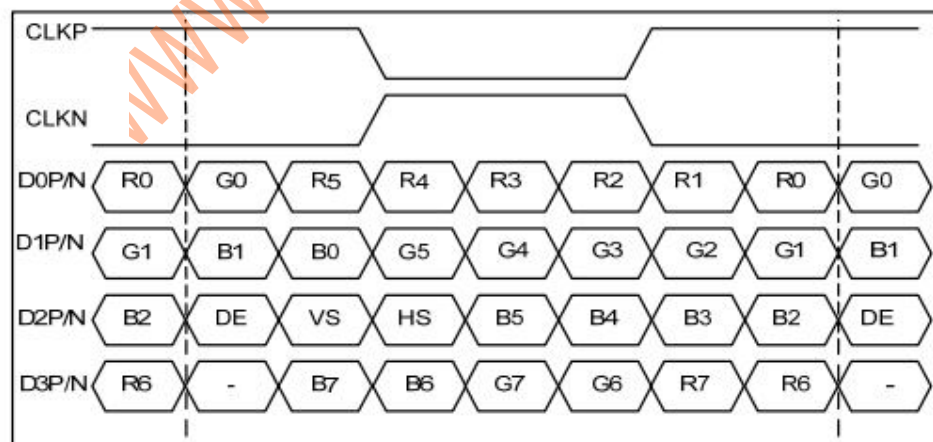 WWW
CLKP
CLKN
D0P/N R0 G0 R5 R4 R3 R2 R1 R0 G0
D1P/N G1 B1 B0 G5 G4 G3 G2 G1 B1
D2P/N B2 DE VS HS B5 B4 B3 B2 DE
D3P/N R6 - B7 B6 G7 G6 R7 R6 -